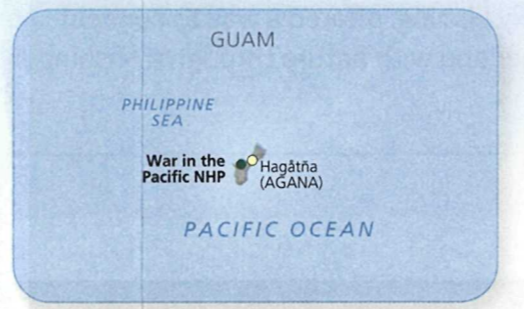 GUAM
PHILIPPINE
SEA
War in the
Pacific NHP
Hagåtña
(AGANA)
PACIFIC OCEAN